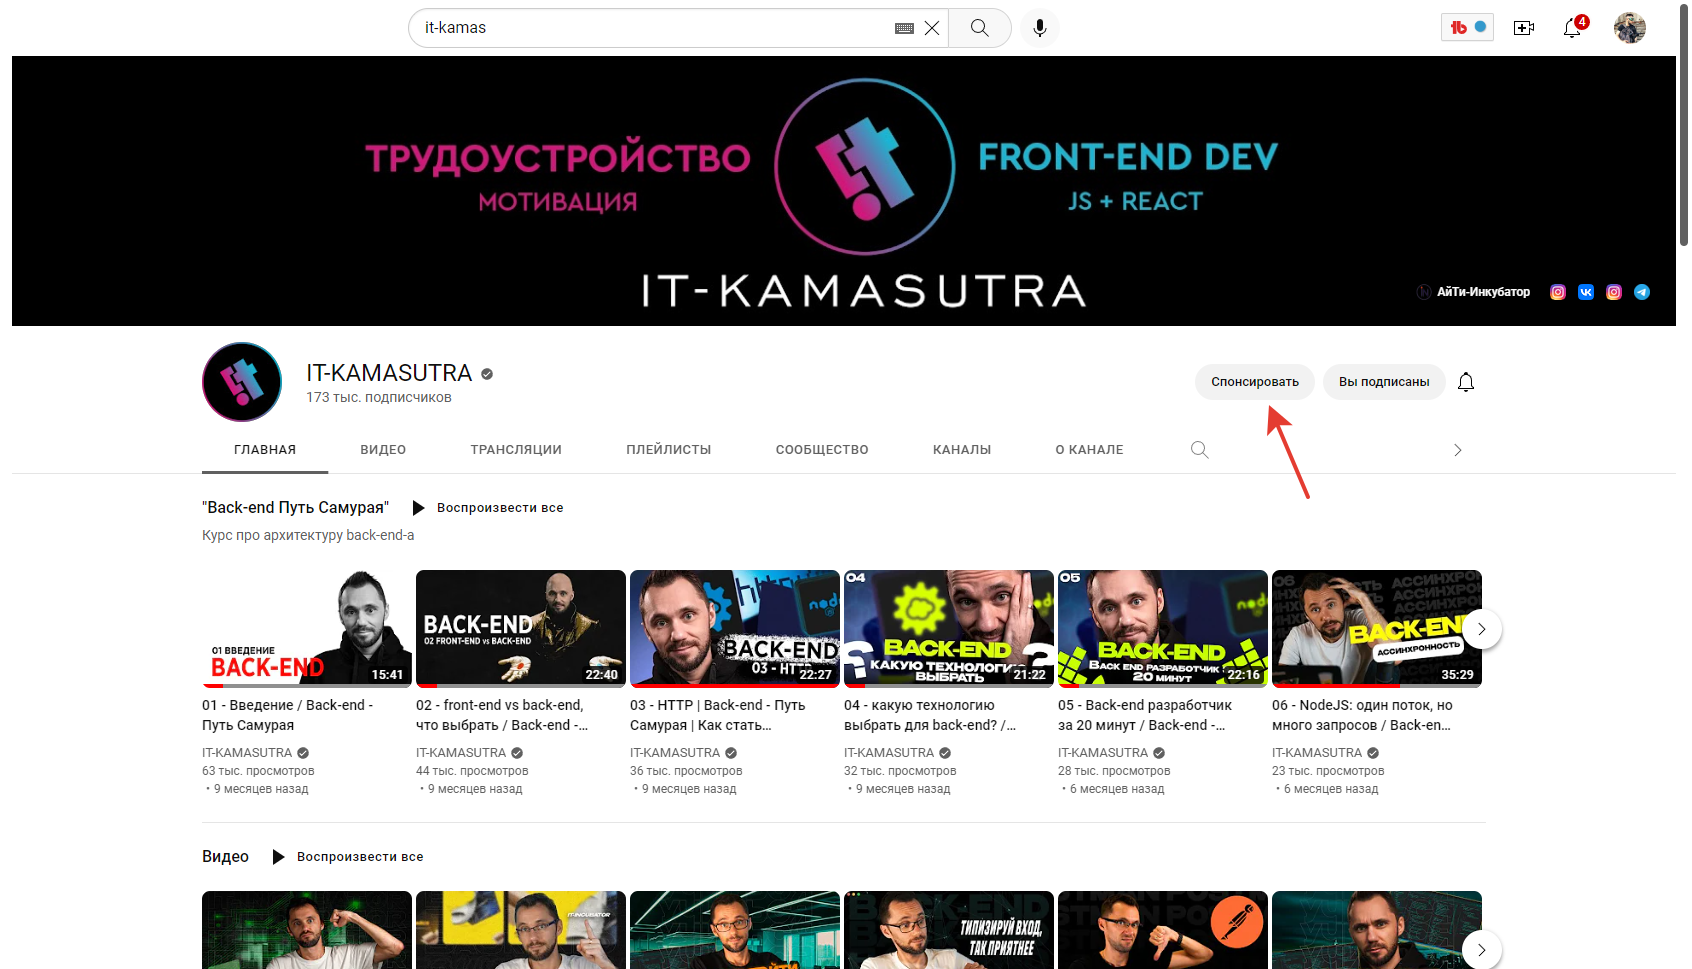 it-kamas
4
ТРУДОУСТРОЙСТВО
МОТИВАЦИЯ
FRONT-END DEV
JS + REACT
IT-KAMASUTRA
АйТи-Инкубатор
IT-KAMASUTRA
173 тыс. подписчиков
Спонсировать
Вы подписаны
ГЛАВНАЯ
ВИДЕО
ТРАНСЛЯЦИИ
ПЛЕЙЛИСТЫ
СООБЩЕСТВО
КАНАЛЫ
О КАНАЛЕ
"Back-end Путь Самурая"
Воспроизвести все
Курс про архитектуру back-end-а
01 ВВЕДЕНИЕ
BACK-END
15:41
01 - Введение / Back-end -
Путь Самурая
IT-KAMASUTRA
63 тыс. просмотров
• 9 месяцев назад
BACK-END
02 FRONT-END vs BACK-END
22:40
02 - front-end vs back-end,
что выбрать / Back-end -...
IT-KAMASUTRA
44 тыс. просмотров
• 9 месяцев назад
BACK-END
03 - HTTP
22:27
03 - HTTP | Back-end - Путь
Самурая | Как стать...
IT-KAMASUTRA
36 тыс. просмотров
• 9 месяцев назад
04
BACK-END
КАКУЮ ТЕХНОЛОГИЮ
ВЫБРАТЬ
21:22
04 - какую технологию
выбрать для back-end? /...
IT-KAMASUTRA
32 тыс. просмотров
• 9 месяцев назад
05
BACK-END
BACK END РАЗРАБОТЧИК
20 МИНУТ
22:16
05 - Back-end разработчик
за 20 минут / Back-end -...
IT-KAMASUTRA
28 тыс. просмотров
• 6 месяцев назад
06
АССИНХРОНН
BACK-EN
АССИНХРОННОСТЬ
35:29
06 - NodeJS: один поток, но
много запросов / Back-en...
IT-KAMASUTRA
23 тыс. просмотров
• 6 месяцев назад
Видео
Воспроизвести все
IT-INCUBATOR
BACK-END
ТИПИЗИРУЙ ВХОД,
ТАК ПРИЯТНЕЕ